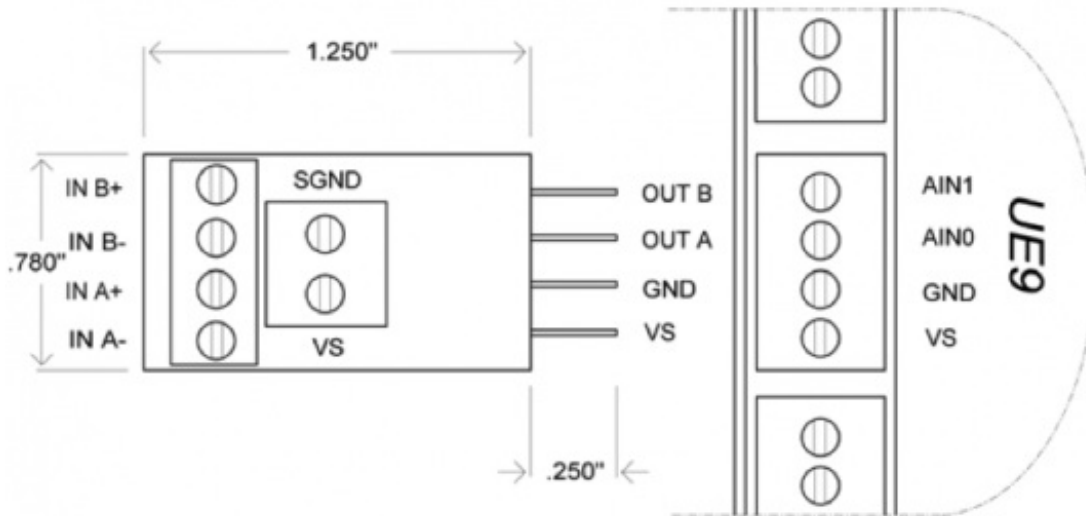 1.250"
IN B+
IN B-
.780"
IN A+
IN A-
SGND
VS
OUT B
OUT A
GND
VS
.250"
AIN1
AIN0
GND
VS
UE9